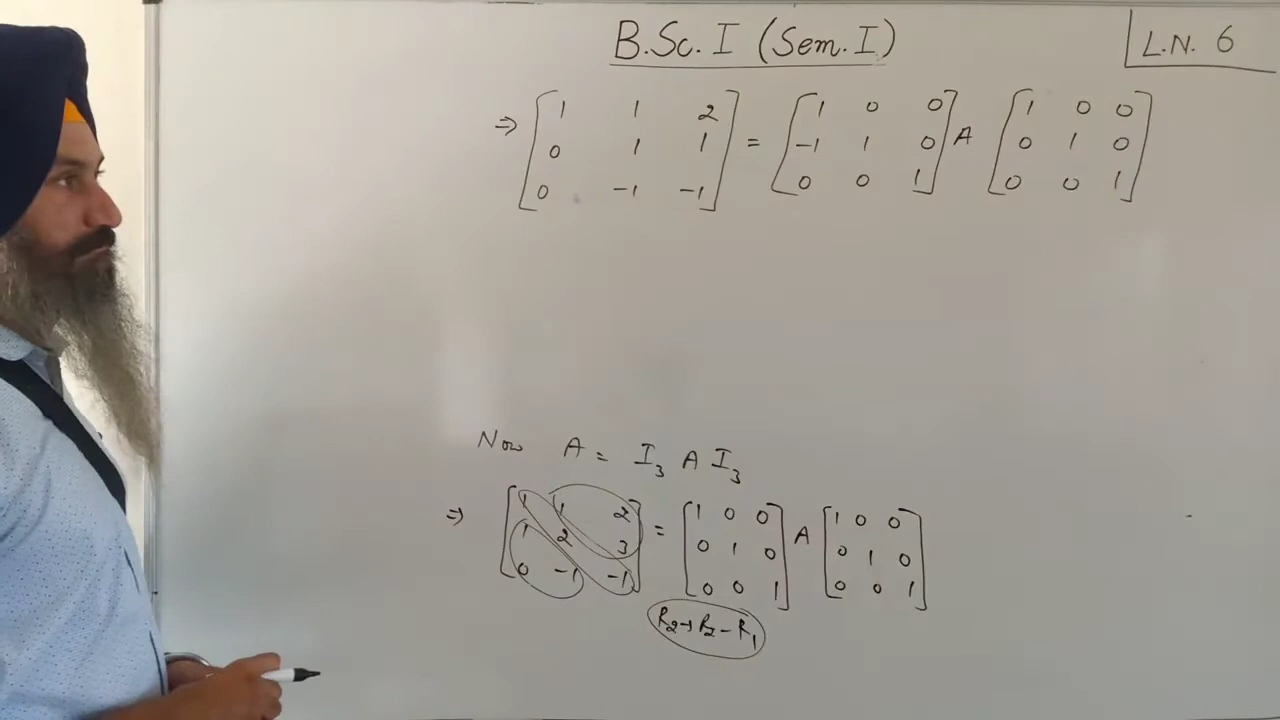 B.Sc. I (Sem. I)
L.N. 6
⇒ [1 1 2; 0 1 1; 0 -1 -1] = [1 0 0; -1 1 0; 0 0 1] A [1 0 0; 0 1 0; 0 0 1]
Now A = I₃ A I₃
⇒ [1 1 2; 1 2 3; 0 -1 -1] = [1 0 0; 0 1 0; 0 0 1] A [1 0 0; 0 1 0; 0 0 1]
R₂→R₂-R₁